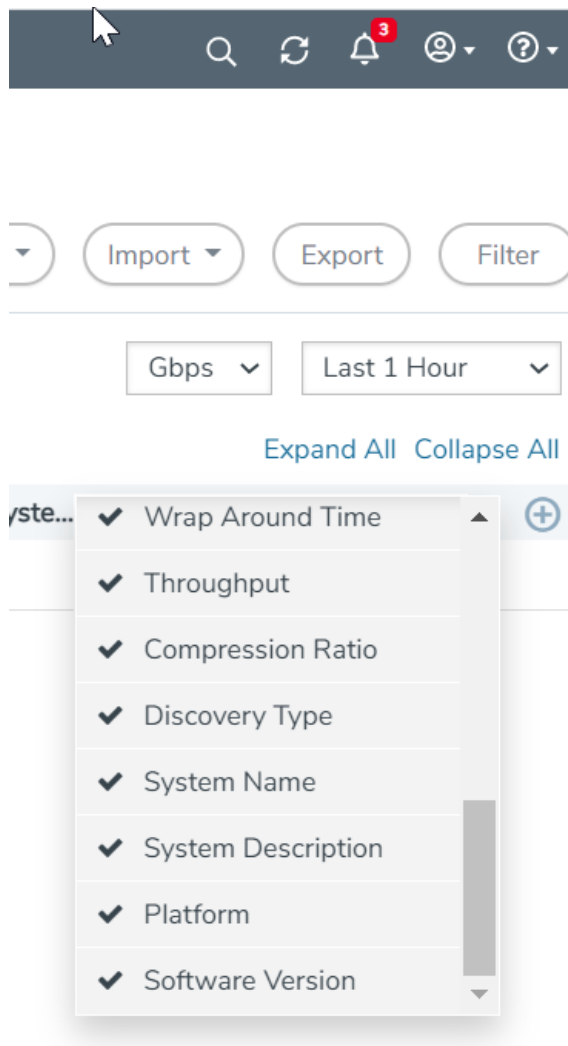 3
Import Export Filter
Gbps Last 1 Hour
Expand All Collapse All
yste... Wrap Around Time
Throughput
Compression Ratio
Discovery Type
System Name
System Description
Platform
Software Version